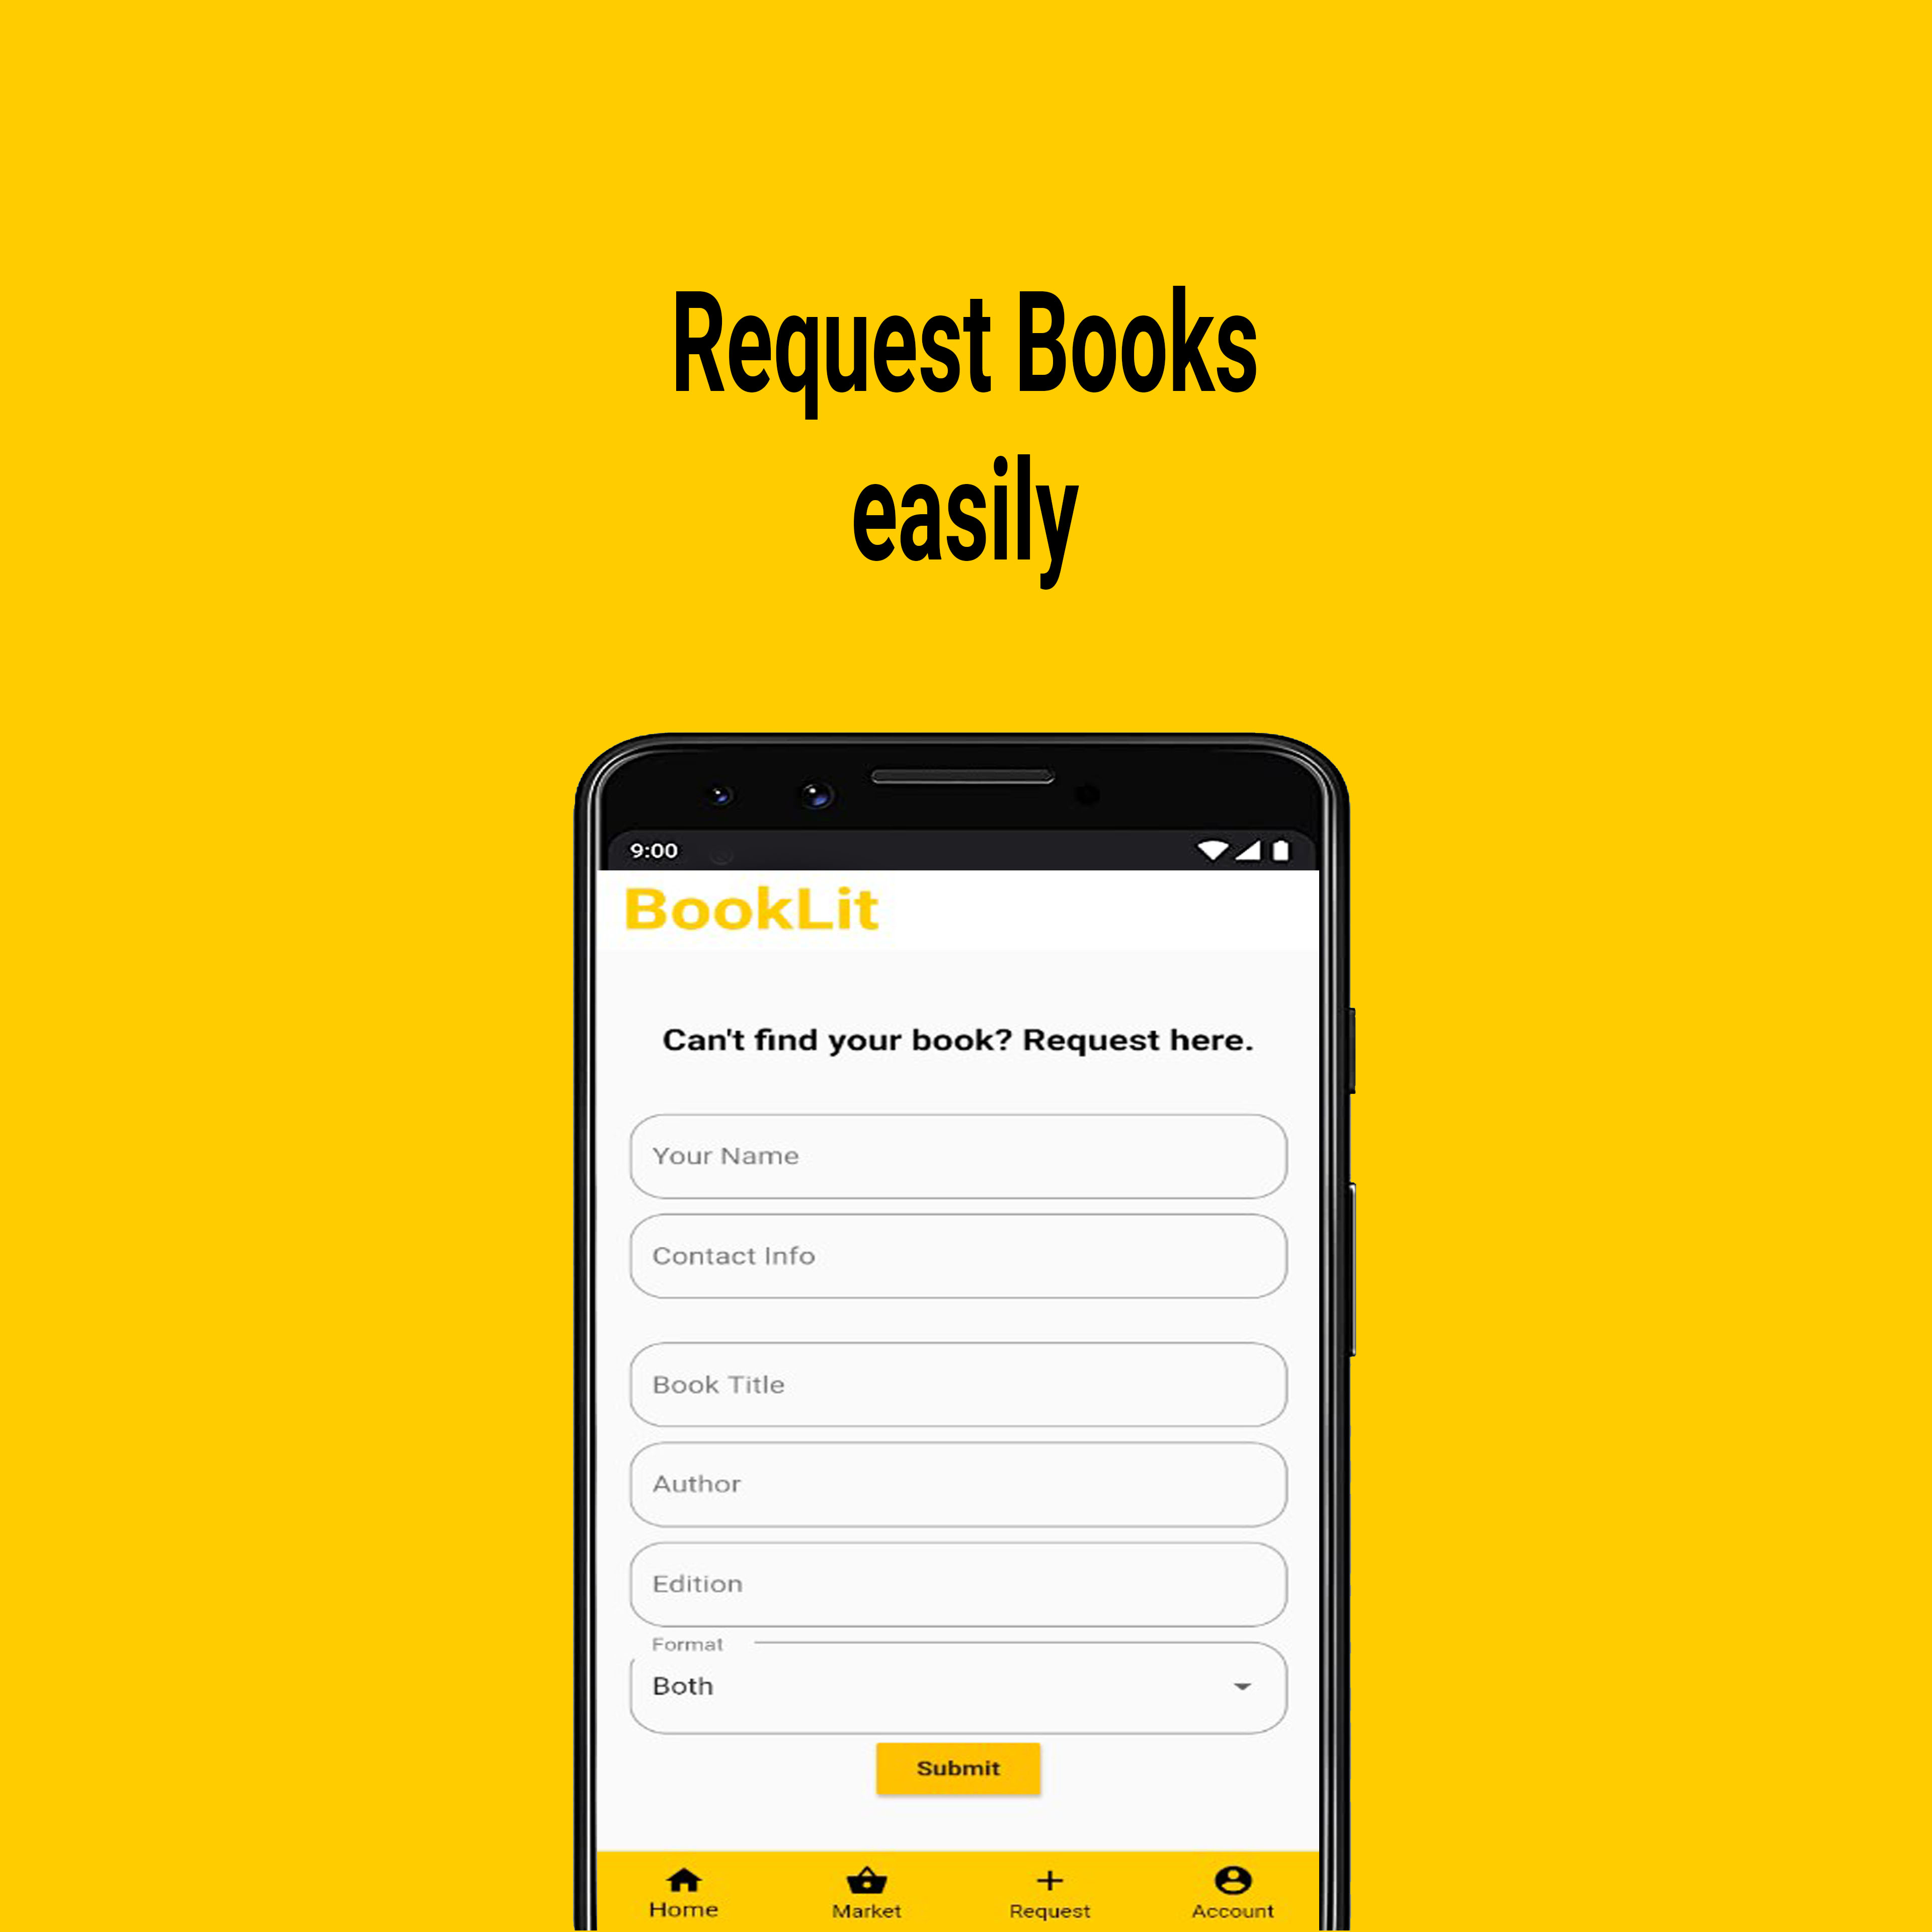 Request Books
easily
9:00
BookLit
Can't find your book? Request here.
Your Name
Contact Info
Book Title
Author
Edition
Format
Both
Submit
Home Market Request Account